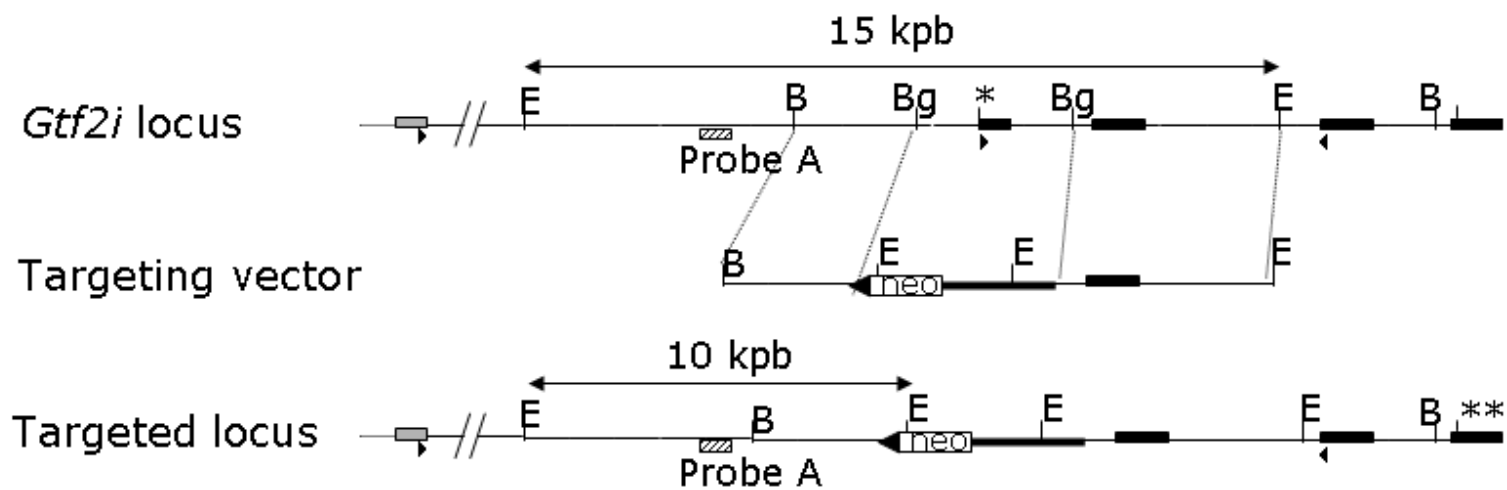 15 kpb
E B Bg * Bg E B
Gtf2i locus
Probe A
E E E
Targeting vector B
neo
10 kpb
E B E E E B **
Targeted locus
neo
Probe A